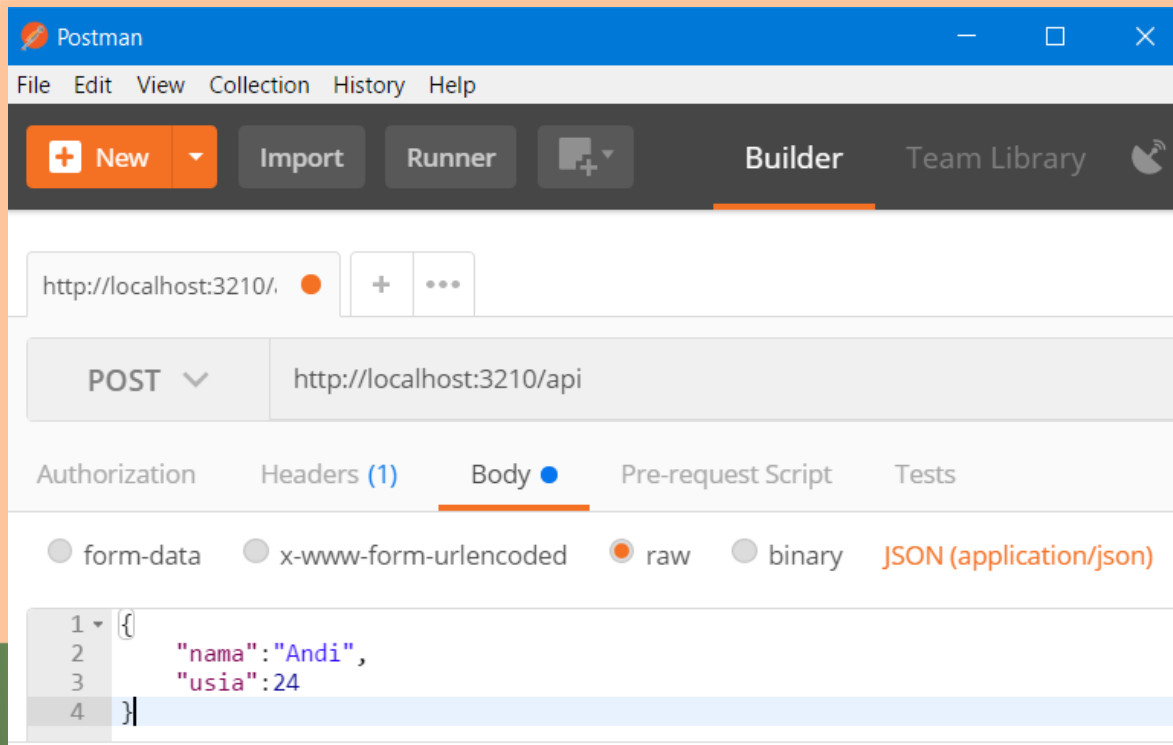 Postman
File Edit View Collection History Help
New Import Runner Builder Team Library
http://localhost:3210/
POST http://localhost:3210/api
Authorization Headers (1) Body Pre-request Script Tests
form-data x-www-form-urlencoded raw binary JSON (application/json)
1 {
2 "nama":"Andi",
3 "usia":24
4 }